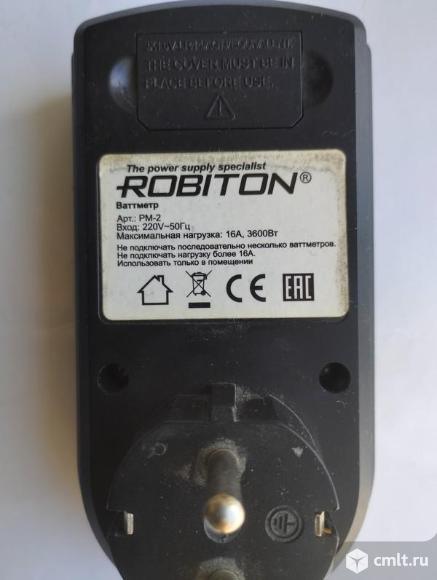 THE COVER MUST BE IN
PLACE BEFORE USE.
The power supply specialist
ROBITON®
Ваттметр
Арт.: PM-2
Вход: 220V~50Гц
Максимальная нагрузка: 16А, 3600Вт
Не подключать последовательно несколько ваттметров.
Не подключать нагрузку более 16А.
Использовать только в помещении
CE EAC
cmlt.ru